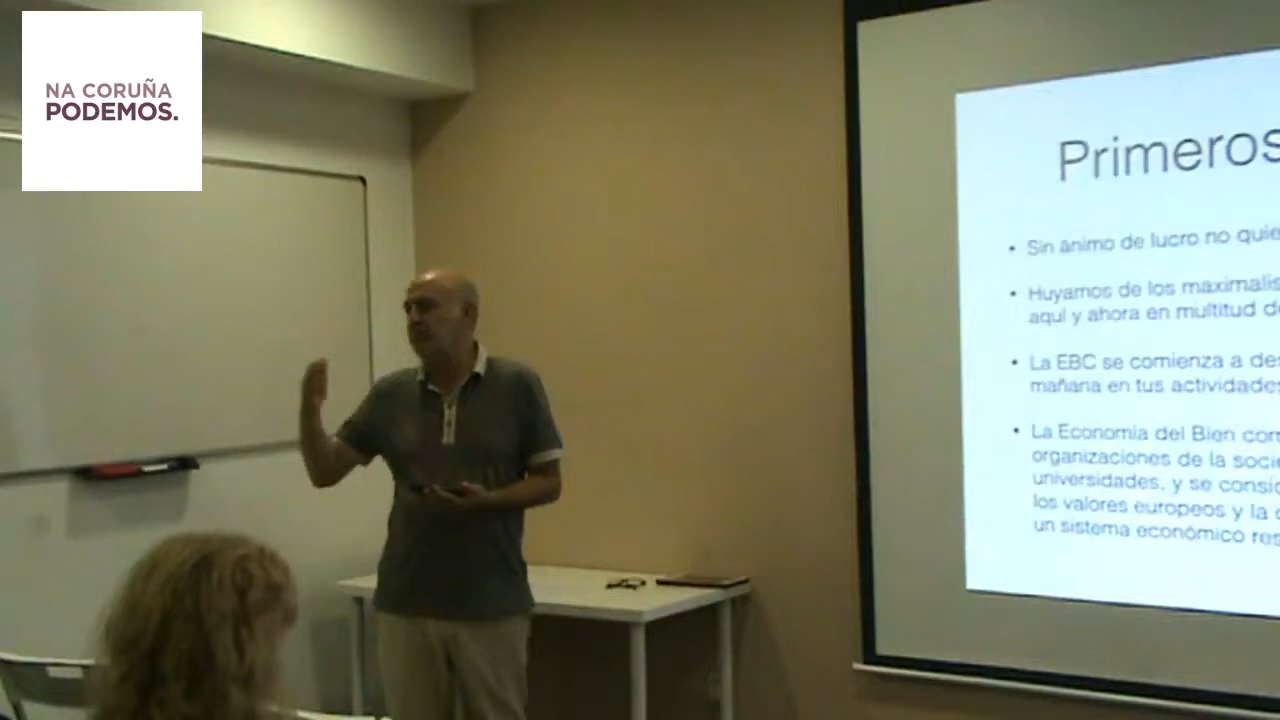 NA CORUÑA
PODEMOS.
Primeros
• Sin ánimo de lucro no quie
• Huyamos de los maximalis
aquí y ahora en multitud d
• La EBC se comienza a des
mañana en tus actividades
• La Economía del Bien com
organizaciones de la socie
universidades, y se consid
los valores europeos y la c
un sistema económico res